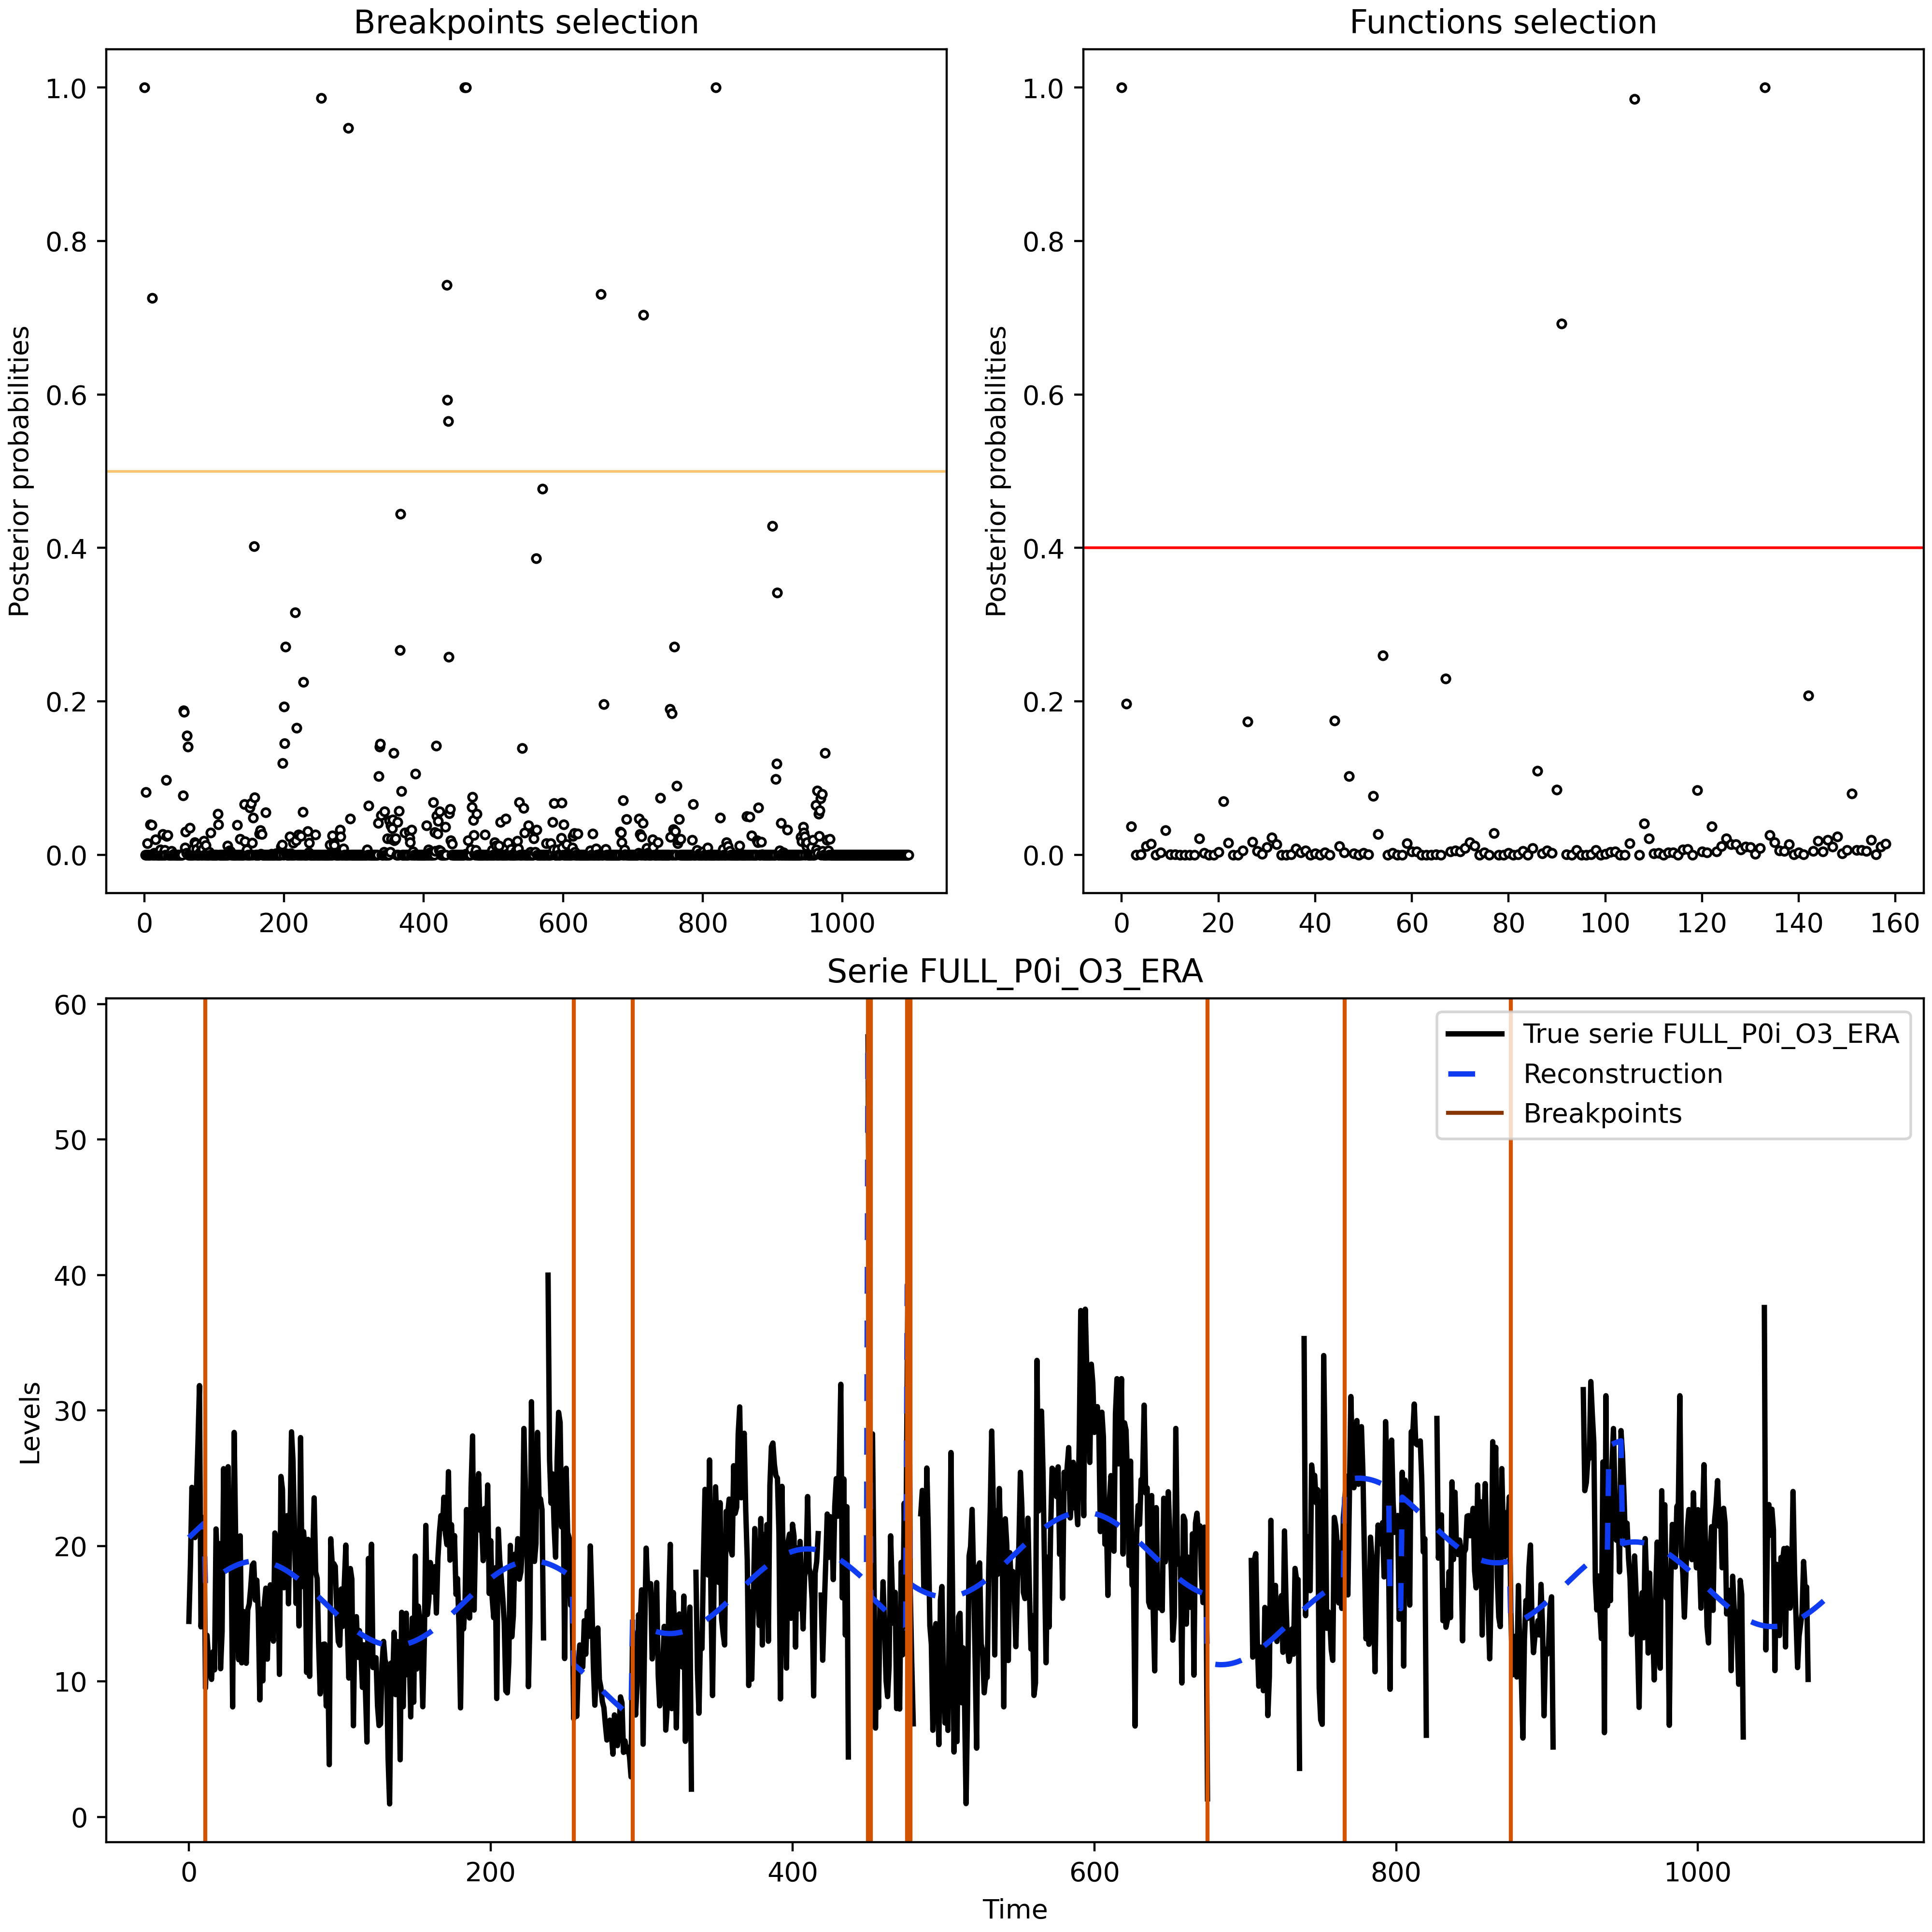 Breakpoints selection
Posterior probabilities
1.0
0.8
0.6
0.4
0.2
0.0
0 200 400 600 800 1000
Functions selection
Posterior probabilities
1.0
0.8
0.6
0.4
0.2
0.0
0 20 40 60 80 100 120 140 160
Serie FULL_P0i_O3_ERA
Levels
60
50
40
30
20
10
0
True serie FULL_P0i_O3_ERA
Reconstruction
Breakpoints
0 200 400 600 800 1000
Time